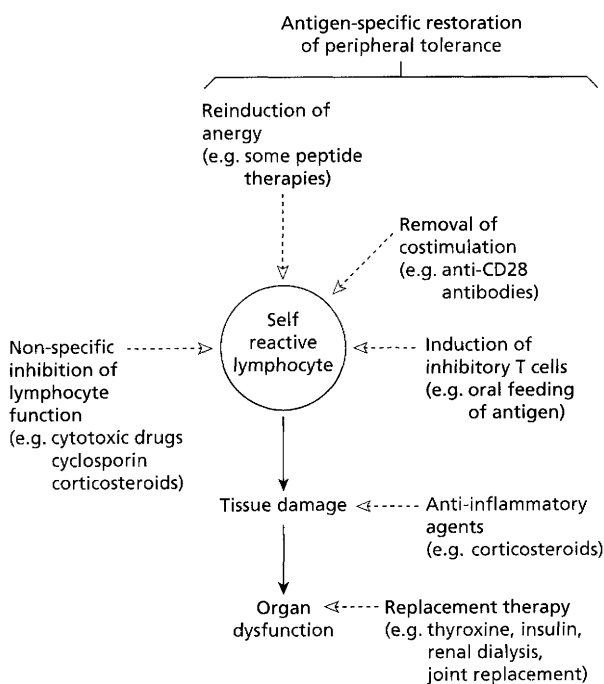 Antigen-specific restoration
of peripheral tolerance
Reinduction of
anergy
(e.g. some peptide
therapies)
Removal of
costimulation
(e.g. anti-CD28
antibodies)
Self
reactive
lymphocyte
Non-specific
inhibition of
lymphocyte
function
(e.g. cytotoxic drugs
cyclosporin
corticosteroids)
Induction of
inhibitory T cells
(e.g. oral feeding
of antigen)
Tissue damage
Anti-inflammatory
agents
(e.g. corticosteroids)
Organ
dysfunction
Replacement therapy
(e.g. thyroxine, insulin,
renal dialysis,
joint replacement)